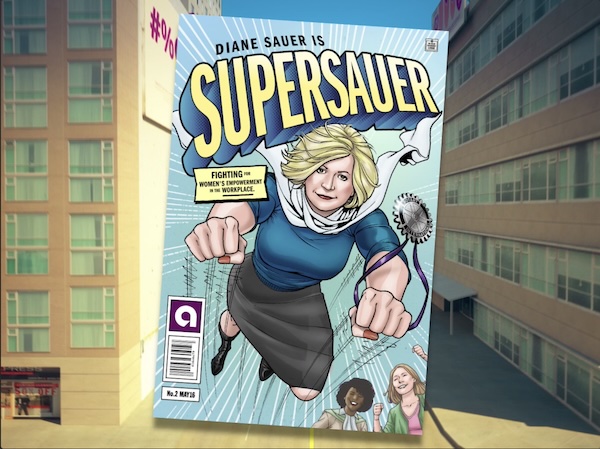 #%
DIANE SAUER IS
SUPERSAUER
FIGHTING FOR
WOMEN'S EMPOWERMENT
IN THE WORKPLACE.
a
No.2 MAY16